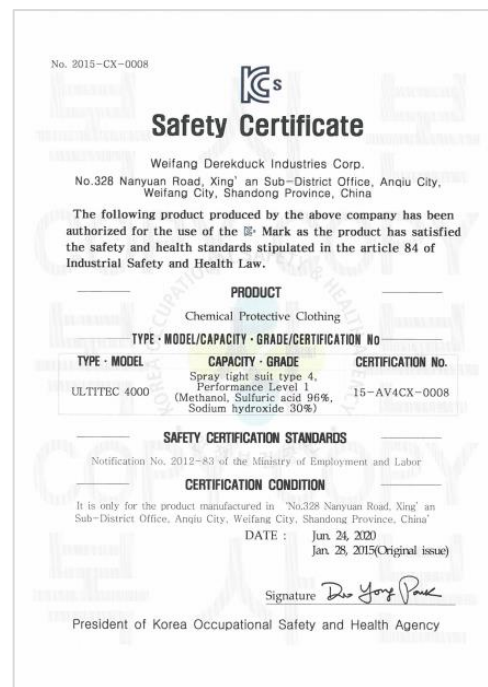 No. 2015-CX-0008
KCs
Safety Certificate
Weifang Derekduck Industries Corp.
No.328 Nanyuan Road, Xing' an Sub-District Office, Anqiu City,
Weifang City, Shandong Province, China
The following product produced by the above company has been
authorized for the use of the KCs Mark as the product has satisfied
the safety and health standards stipulated in the article 84 of
Industrial Safety and Health Law.
PRODUCT
Chemical Protective Clothing
TYPE · MODEL/CAPACITY · GRADE/CERTIFICATION No
TYPE · MODEL CAPACITY · GRADE CERTIFICATION No.
ULTITEC 4000 Spray tight suit type 4, 15-AV4CX-0008
Performance Level 1
(Methanol, Sulfuric acid 96%,
Sodium hydroxide 30%)
SAFETY CERTIFICATION STANDARDS
Notification No. 2012-83 of the Ministry of Employment and Labor
CERTIFICATION CONDITION
It is only for the product manufactured in 'No.328 Nanyuan Road, Xing' an
Sub-District Office, Anqiu City, Weifang City, Shandong Province, China'
DATE : Jun. 24, 2020
Jan. 28, 2015(Original issue)
Signature
President of Korea Occupational Safety and Health Agency
COPY